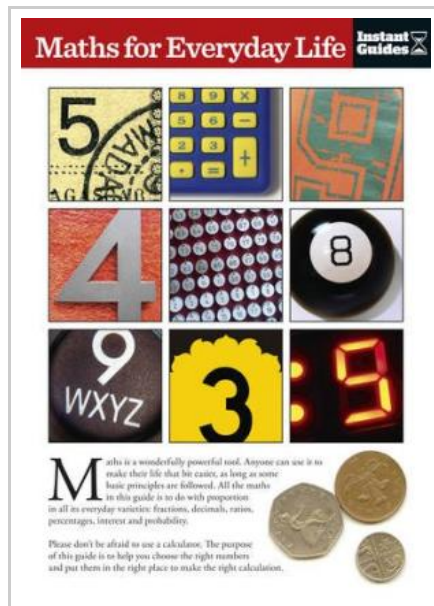 Maths for Everyday Life
Instant
Guides
5
MADA
8 9 ×
5 6 −
2 3
· = +
4
8
9
WXYZ
3
:9
Maths is a wonderfully powerful tool. Anyone can use it to
make their life that bit easier, as long as some
basic principles are followed. All the maths
in this guide is to do with proportion
in all its everyday varieties: fractions, decimals, ratios,
percentages, interest and probability.
Please don't be afraid to use a calculator. The purpose
of this guide is to help you choose the right numbers
and put them in the right place to make the right calculation.